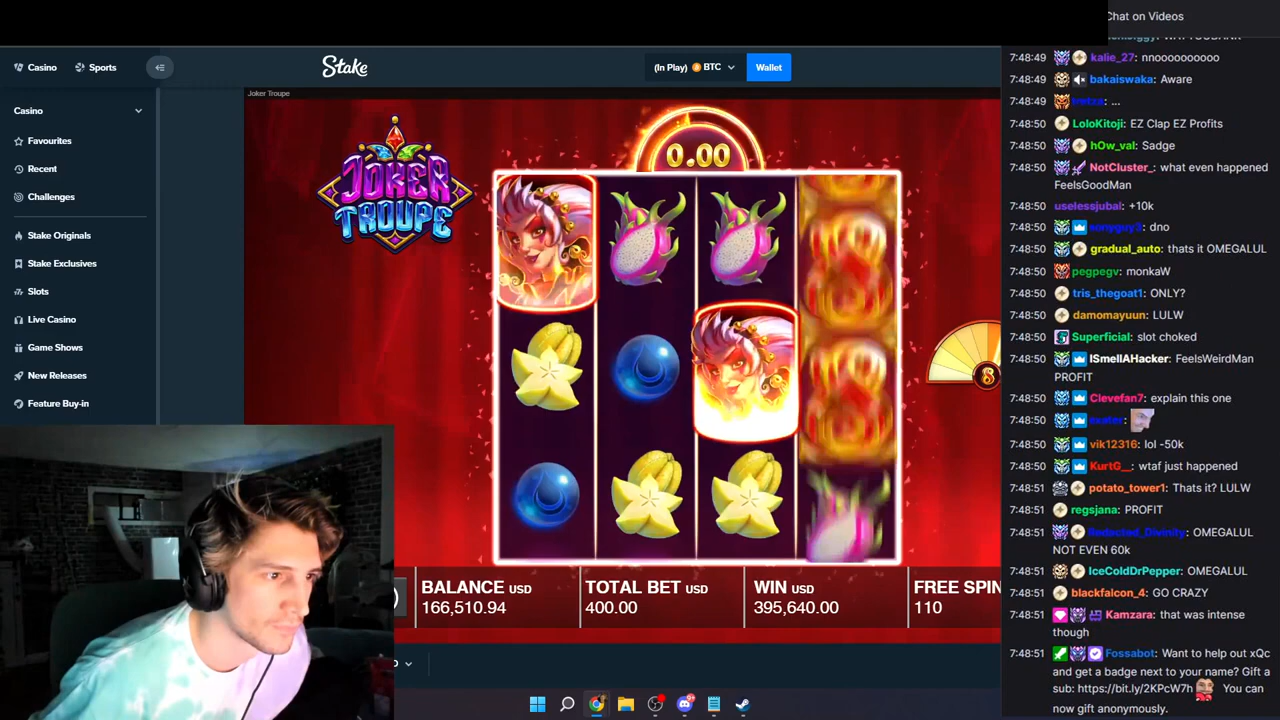 Chat on Videos
Casino
Sports
Stake
(In Play)
BTC
Wallet
Casino
Favourites
Recent
Challenges
Stake Originals
Stake Exclusives
Slots
Live Casino
Game Shows
New Releases
Feature Buy-in
Joker Troupe
JOKER
TROUPE
0.00
8
BALANCE USD
166,510.94
TOTAL BET USD
400.00
WIN USD
395,640.00
FREE SPIN
110
7:48:49 kalie_27: nnoooooooooo
7:48:49 bakaiswaka: Aware
7:48:49 ...
7:48:50 LoloKitoji: EZ Clap EZ Profits
7:48:50 hOw_val: Sadge
7:48:50 NotCluster_: what even happened
FeelsGoodMan
7:48:50 uselessjubal: +10k
7:48:50 sonyguy3: dno
7:48:50 gradual_auto: thats it OMEGALUL
7:48:50 pegpegv: monkaW
7:48:50 tris_thegoat1: ONLY?
7:48:50 damomayuun: LULW
7:48:50 Superficial: slot choked
7:48:50 ISmellAHacker: FeelsWeirdMan
PROFIT
7:48:50 Clevefan7: explain this one
7:48:50
7:48:50 vik12316: lol -50k
7:48:50 KurtG__: wtaf just happened
7:48:50 potato_tower1: Thats it? LULW
7:48:51 regsjana: PROFIT
7:48:51 Redacted_Divinity: OMEGALUL
NOT EVEN 60k
7:48:51 IceColdDrPepper: OMEGALUL
7:48:51 blackfalcon_4: GO CRAZY
7:48:51 Kamzara: that was intense
though
7:48:51 Fossabot: Want to help out xQc
and get a badge next to your name? Gift a
sub: https://bit.ly/2KPcW7h You can
now gift anonymously.